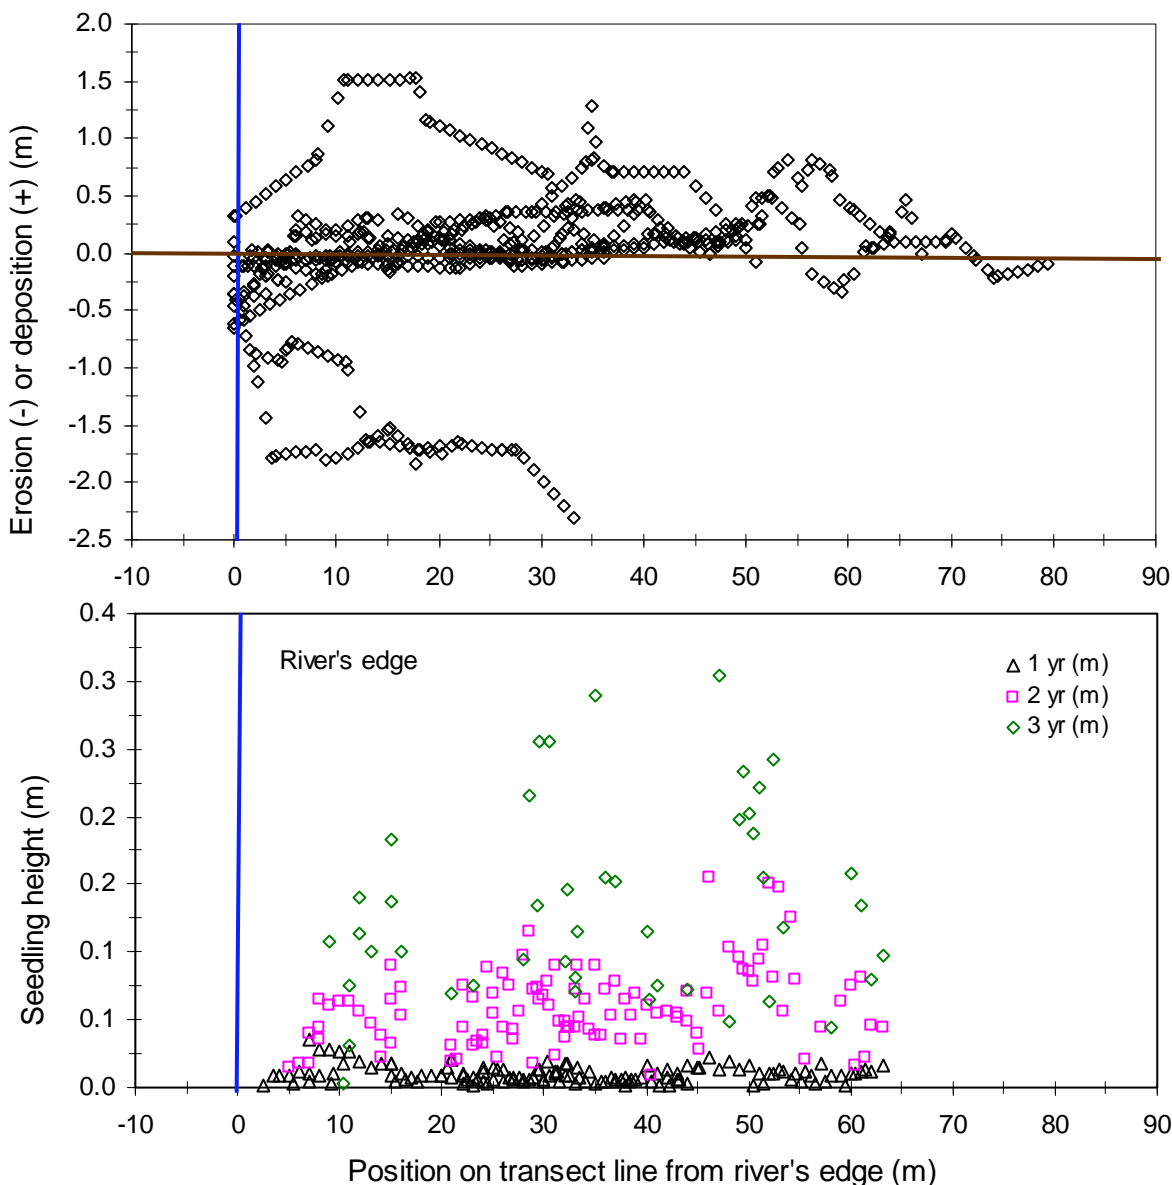 2.0
1.5
1.0
0.5
0.0
-0.5
-1.0
-1.5
-2.0
-2.5
Erosion (-) or deposition (+) (m)
-10 0 10 20 30 40 50 60 70 80 90
0.4
0.3
0.3
0.2
0.2
0.1
0.1
0.0
Seedling height (m)
River's edge
1 yr (m)
2 yr (m)
3 yr (m)
-10 0 10 20 30 40 50 60 70 80 90
Position on transect line from river's edge (m)